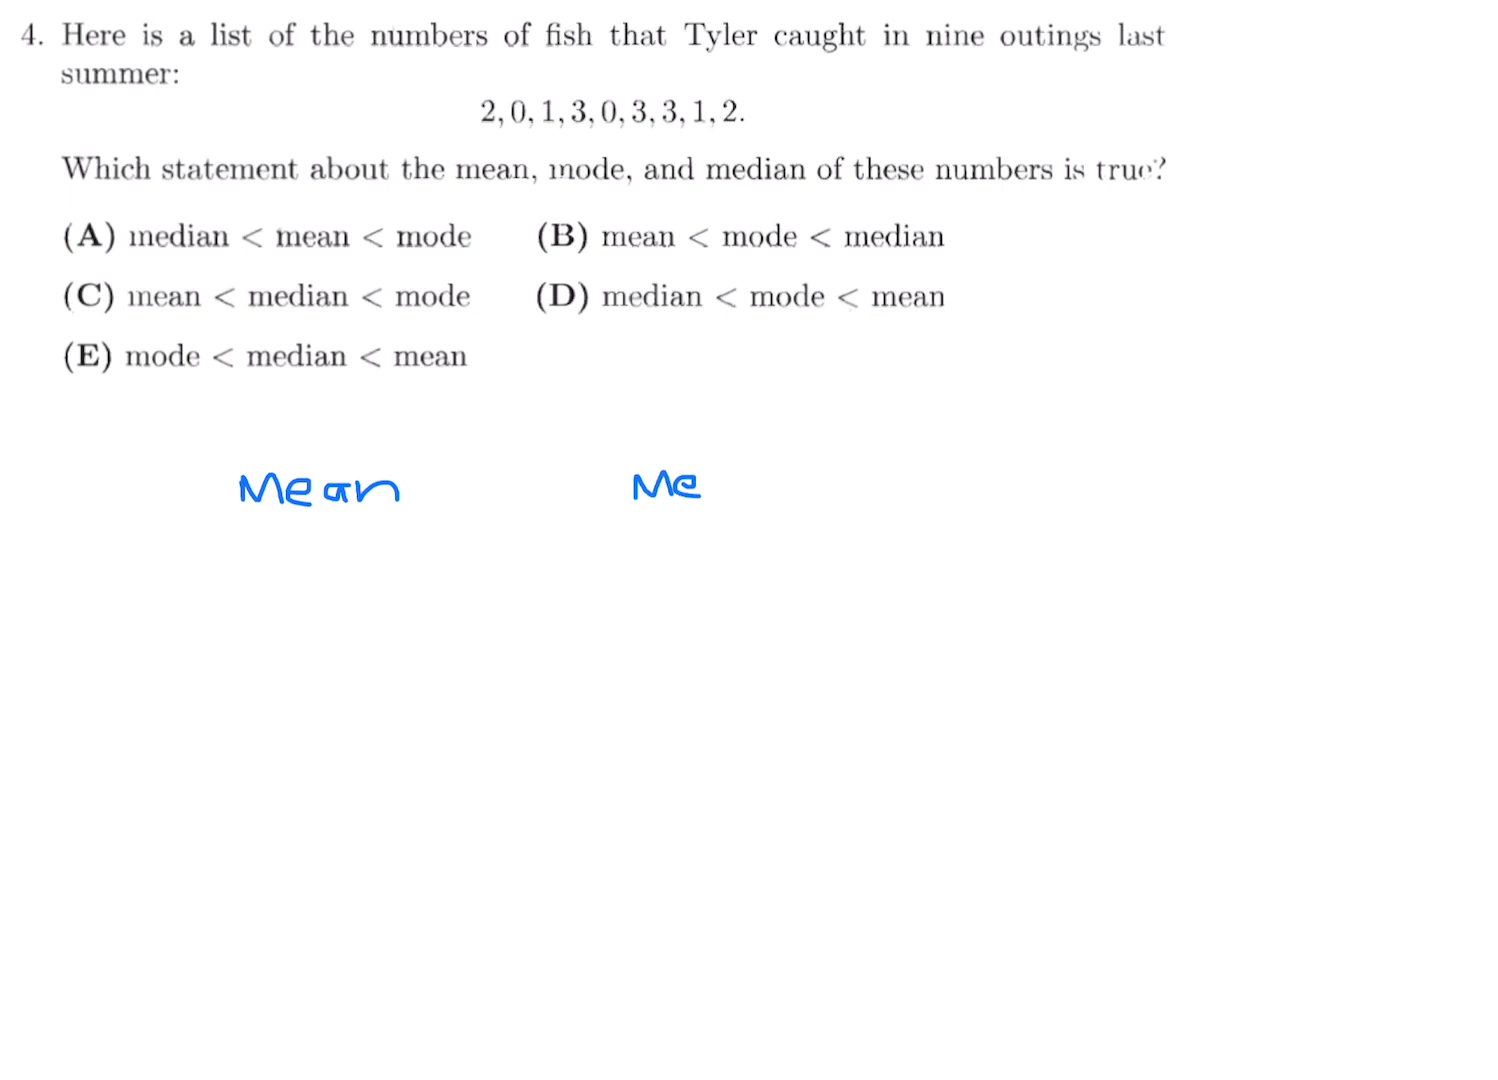 4. Here is a list of the numbers of fish that Tyler caught in nine outings last
summer:
2, 0, 1, 3, 0, 3, 3, 1, 2.
Which statement about the mean, mode, and median of these numbers is true?
(A) median < mean < mode (B) mean < mode < median
(C) mean < median < mode (D) median < mode < mean
(E) mode < median < mean
Mean Me